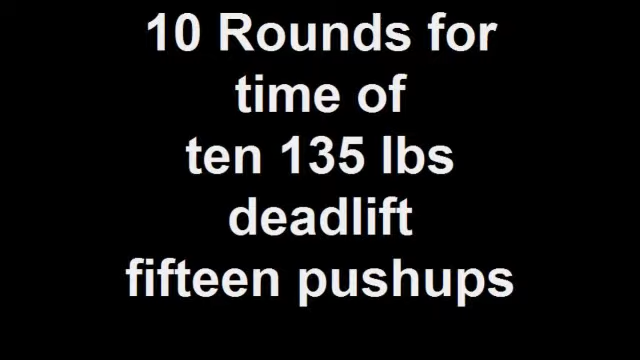 10 Rounds for
time of
ten 135 lbs
deadlift
fifteen pushups